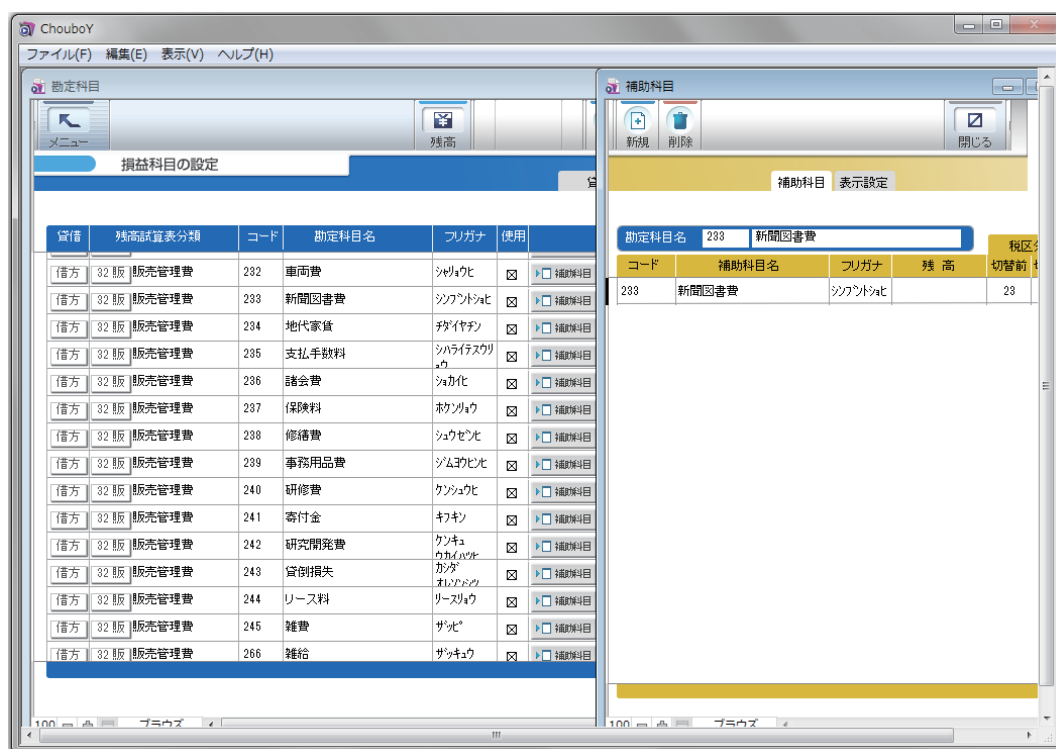 ChouboY
ファイル(F) 編集(E) 表示(V) ヘルプ(H)
勘定科目
メニュー 残高
損益科目の設定
貸借 残高試算表分類 コード 勘定科目名 フリガナ 使用
借方 32 販 販売管理費 232 車両費 シャリョウヒ 補助科目
借方 32 販 販売管理費 233 新聞図書費 シンブントショヒ 補助科目
借方 32 販 販売管理費 234 地代家賃 チダイヤチン 補助科目
借方 32 販 販売管理費 235 支払手数料 シハライテスウリョウ 補助科目
借方 32 販 販売管理費 236 諸会費 ショカイヒ 補助科目
借方 32 販 販売管理費 237 保険料 ホケンリョウ 補助科目
借方 32 販 販売管理費 238 修繕費 シュウゼンヒ 補助科目
借方 32 販 販売管理費 239 事務用品費 ジムヨウヒンヒ 補助科目
借方 32 販 販売管理費 240 研修費 ケンシュウヒ 補助科目
借方 32 販 販売管理費 241 寄付金 キフキン 補助科目
借方 32 販 販売管理費 242 研究開発費 ケンキュウカイハツヒ 補助科目
借方 32 販 販売管理費 243 貸倒損失 カシダ 補助科目
借方 32 販 販売管理費 244 リース料 リースリョウ 補助科目
借方 32 販 販売管理費 245 雑費 ザッピ 補助科目
借方 32 販 販売管理費 266 雑給 ザッキュウ 補助科目
100 ブラウズ
補助科目
新規 削除 閉じる
補助科目 表示設定
勘定科目名 233 新聞図書費
税区
コード 補助科目名 フリガナ 残 高 切替前
233 新聞図書費 シンブントショヒ 23
100 ブラウズ